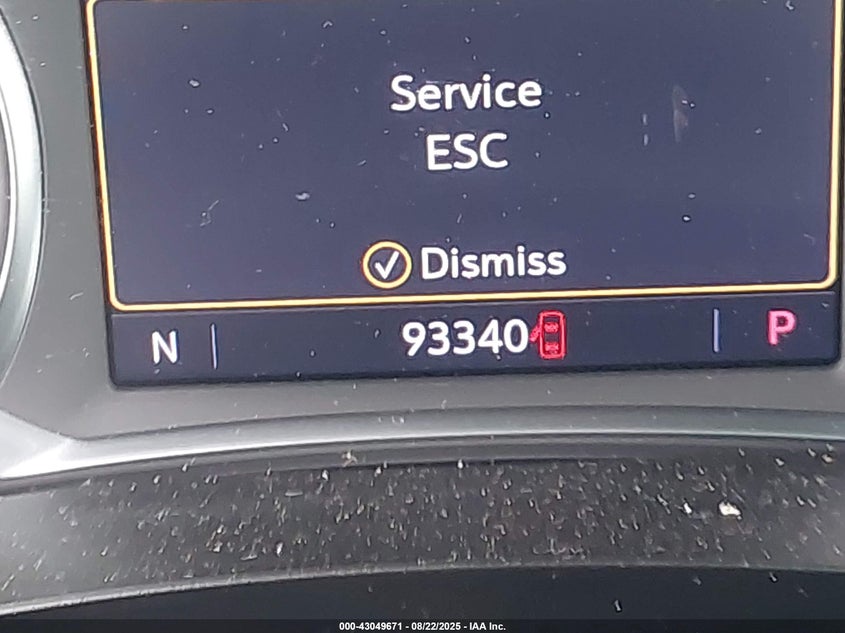 Service
ESC
Dismiss
N 93340 P
000-43049671 - 08/22/2025 - IAA Inc.